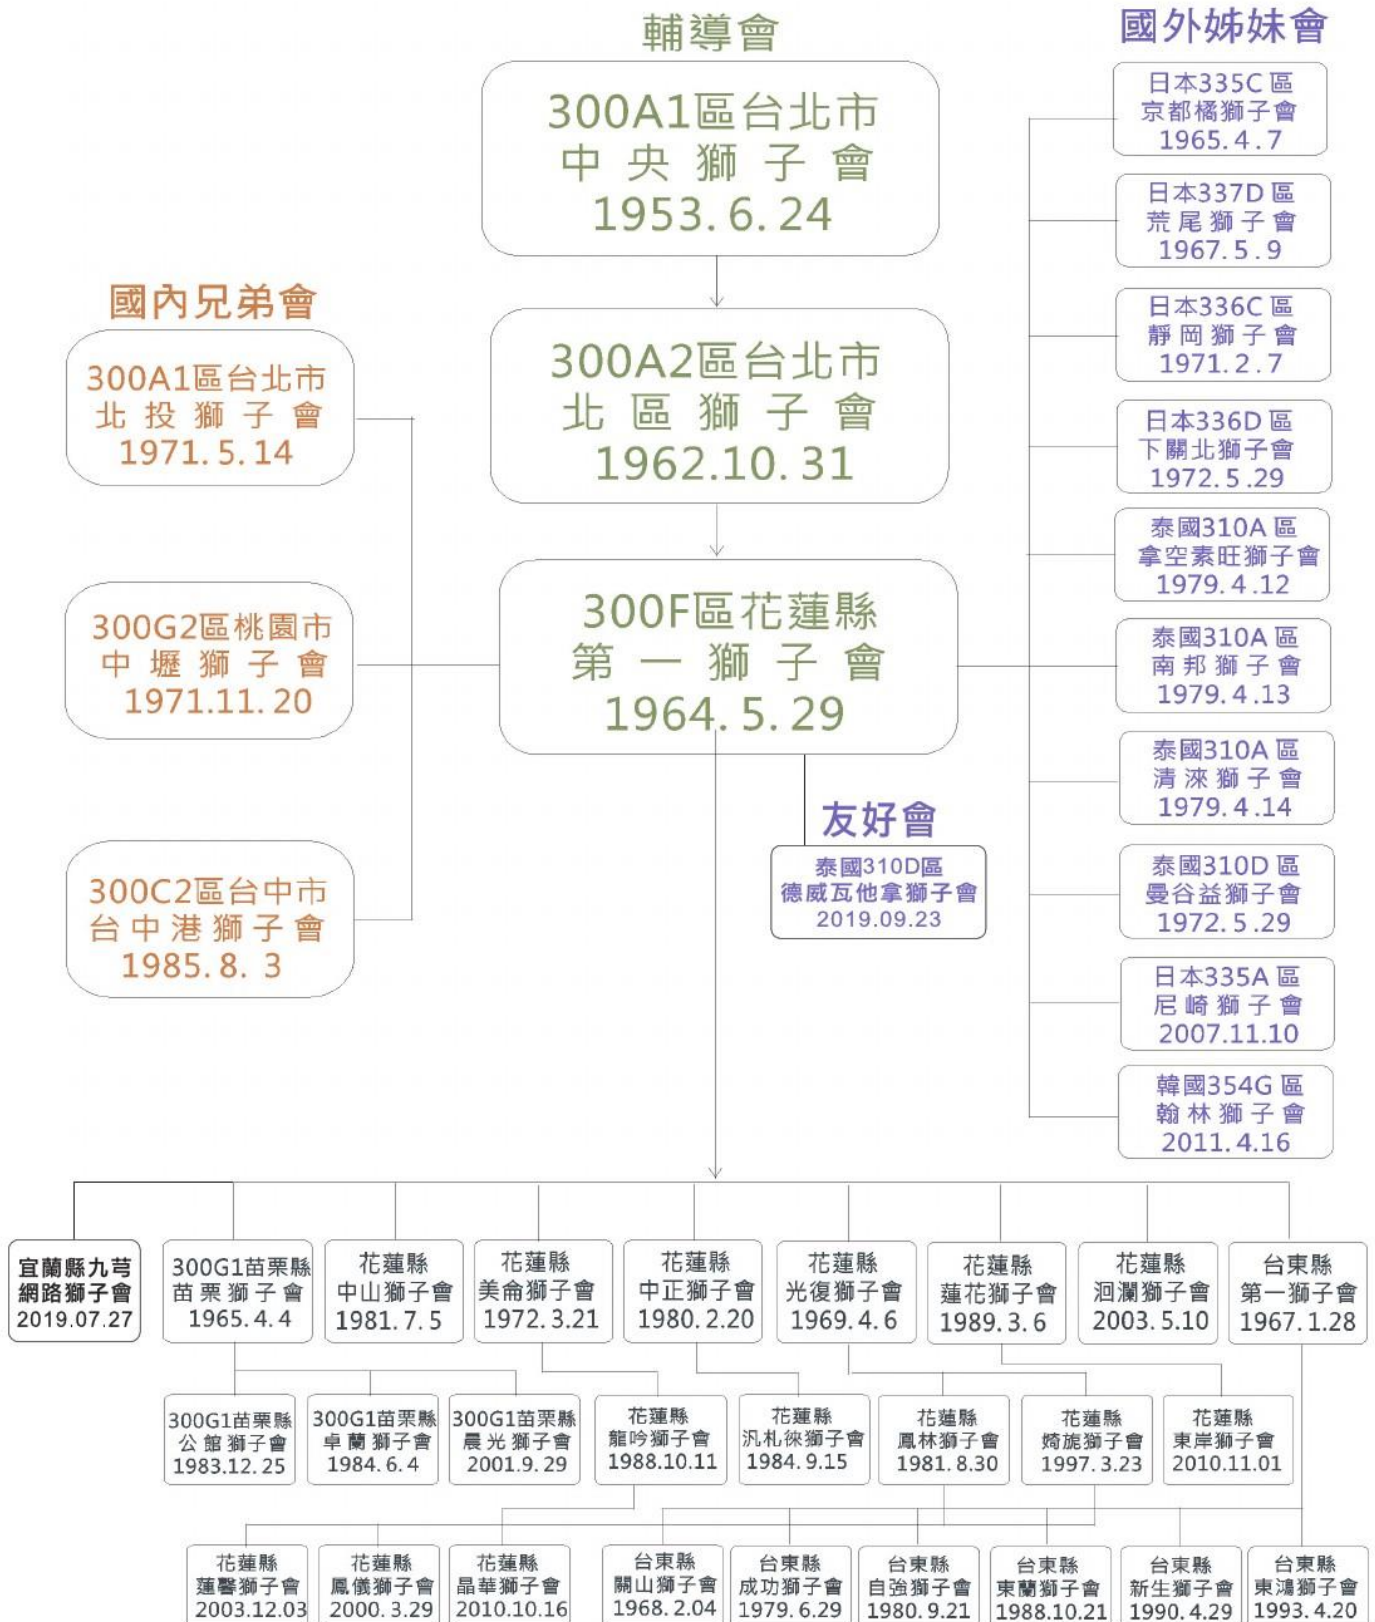 輔導會
300A1區台北市
中央獅子會
1953.6.24
300A2區台北市
北區獅子會
1962.10.31
300F區花蓮縣
第一獅子會
1964.5.29
國內兄弟會
300A1區台北市
北投獅子會
1971.5.14
300G2區桃園市
中壢獅子會
1971.11.20
300C2區台中市
台中港獅子會
1985.8.3
國外姊妹會
日本335C區
京都橘獅子會
1965.4.7
日本337D區
荒尾獅子會
1967.5.9
日本336C區
靜岡獅子會
1971.2.7
日本336D區
下關北獅子會
1972.5.29
泰國310A區
拿空素旺獅子會
1979.4.12
泰國310A區
南邦獅子會
1979.4.13
泰國310A區
清淶獅子會
1979.4.14
泰國310D區
曼谷益獅子會
1972.5.29
日本335A區
尼崎獅子會
2007.11.10
韓國354G區
翰林獅子會
2011.4.16
友好會
泰國310D區
德威瓦他拿獅子會
2019.09.23
宜蘭縣九芎
網路獅子會
2019.07.27
300G1苗栗縣
苗栗獅子會
1965.4.4
花蓮縣
中山獅子會
1981.7.5
花蓮縣
美侖獅子會
1972.3.21
花蓮縣
中正獅子會
1980.2.20
花蓮縣
光復獅子會
1969.4.6
花蓮縣
蓮花獅子會
1989.3.6
花蓮縣
洄瀾獅子會
2003.5.10
台東縣
第一獅子會
1967.1.28
300G1苗栗縣
公館獅子會
1983.12.25
300G1苗栗縣
卓蘭獅子會
1984.6.4
300G1苗栗縣
晨光獅子會
2001.9.29
花蓮縣
龍吟獅子會
1988.10.11
花蓮縣
汎札徠獅子會
1984.9.15
花蓮縣
鳳林獅子會
1981.8.30
花蓮縣
綺旎獅子會
1997.3.23
花蓮縣
東岸獅子會
2010.11.01
花蓮縣
蓮馨獅子會
2003.12.03
花蓮縣
鳳儀獅子會
2000.3.29
花蓮縣
晶華獅子會
2010.10.16
台東縣
關山獅子會
1968.2.04
台東縣
成功獅子會
1979.6.29
台東縣
自強獅子會
1980.9.21
台東縣
東蘭獅子會
1988.10.21
台東縣
新生獅子會
1990.4.29
台東縣
東鴻獅子會
1993.4.20